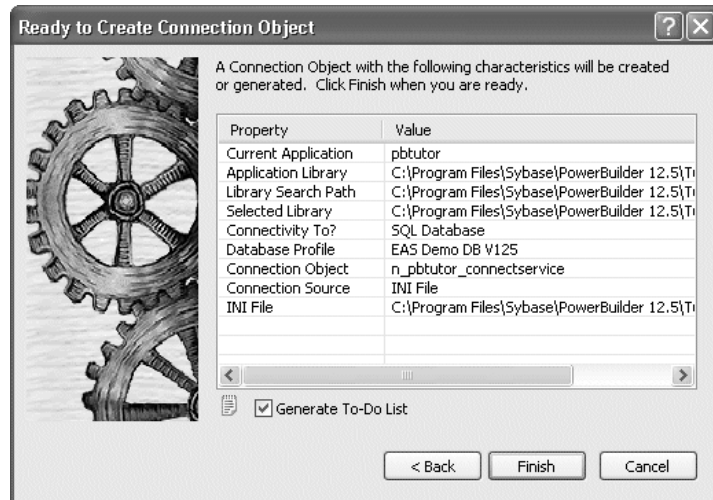 Ready to Create Connection Object
A Connection Object with the following characteristics will be created
or generated. Click Finish when you are ready.
Property Value
Current Application pbtutor
Application Library C:\Program Files\Sybase\PowerBuilder 12.5\Tu
Library Search Path C:\Program Files\Sybase\PowerBuilder 12.5\Tu
Selected Library C:\Program Files\Sybase\PowerBuilder 12.5\Tu
Connectivity To? SQL Database
Database Profile EAS Demo DB V125
Connection Object n_pbtutor_connectservice
Connection Source INI File
INI File C:\Program Files\Sybase\PowerBuilder 12.5\Tu
Generate To-Do List
< Back Finish Cancel